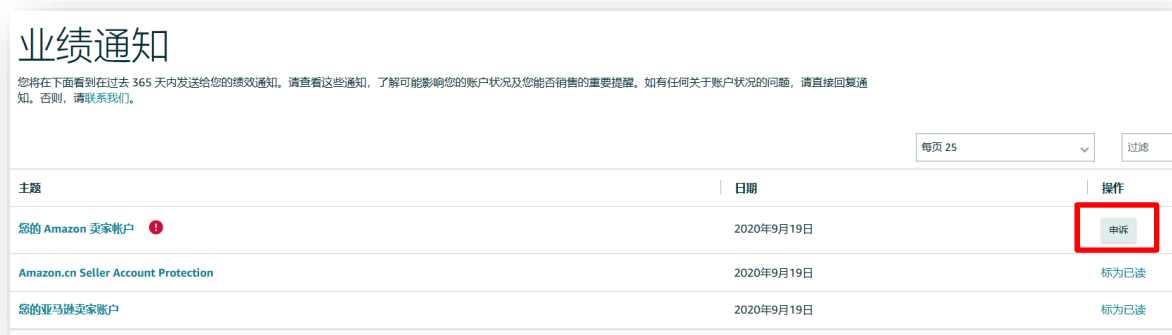 业绩通知
您将在下面看到在过去 365 天内发送给您的绩效通知。请查看这些通知，了解可能影响您的账户状况及您能否销售的重要提醒。如有任何关于账户状况的问题，请直接回复通
知。否则，请联系我们。
每页 25 过滤
主题 日期 操作
您的 Amazon 卖家帐户 2020年9月19日 申诉
Amazon.cn Seller Account Protection 2020年9月19日 标为已读
您的亚马逊卖家账户 2020年9月19日 标为已读